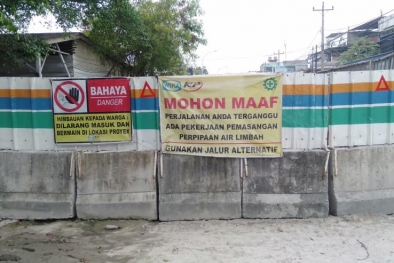 BAHAYA
DANGER
HIMBAUAN KEPADA WARGA :
DILARANG MASUK DAN
BERMAIN DI LOKASI PROYEK
MOHON MAAF
PERJALANAN ANDA TERGANGGU
ADA PEKERJAAN PEMASANGAN
PERPIPAAN AIR LIMBAH
GUNAKAN JALUR ALTERNATIF